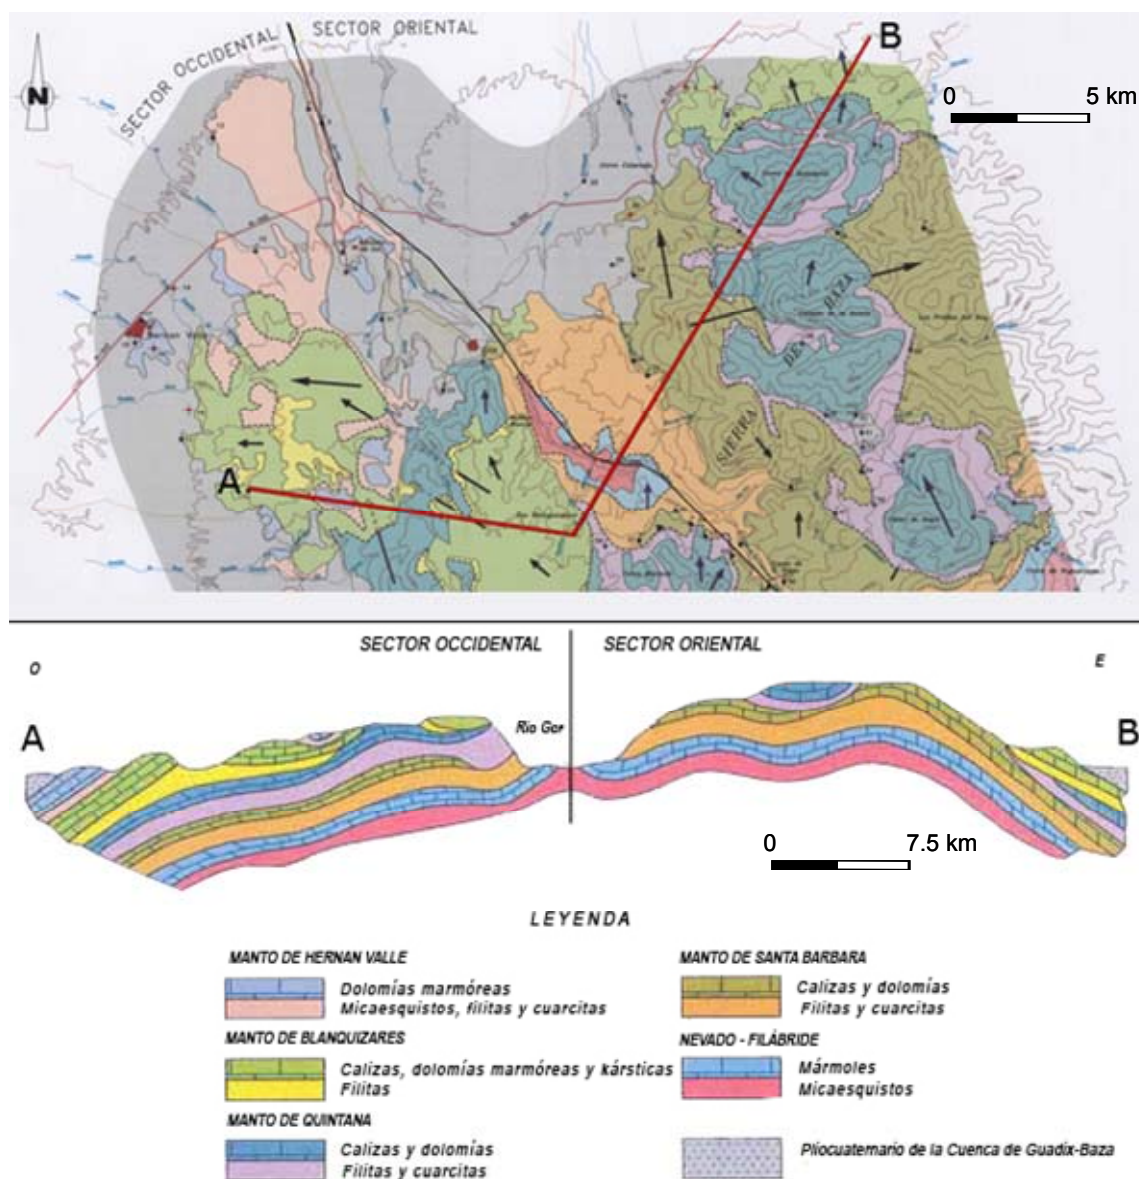 SECTOR OCCIDENTAL
SECTOR ORIENTAL
B
N
0 5 km
SIERRA
DE
BAZA
A
SECTOR OCCIDENTAL
SECTOR ORIENTAL
O
E
A
Río Gor
B
0 7.5 km
LEYENDA
MANTO DE HERNAN VALLE
Dolomías marmóreas
Micaesquistos, filitas y cuarcitas
MANTO DE BLANQUIZARES
Calizas, dolomías marmóreas y kársticas
Filitas
MANTO DE QUINTANA
Calizas y dolomías
Filitas y cuarcitas
MANTO DE SANTA BARBARA
Calizas y dolomías
Filitas y cuarcitas
NEVADO - FILÁBRIDE
Mármoles
Micaesquistos
Pliocuaternario de la Cuenca de Guadix-Baza